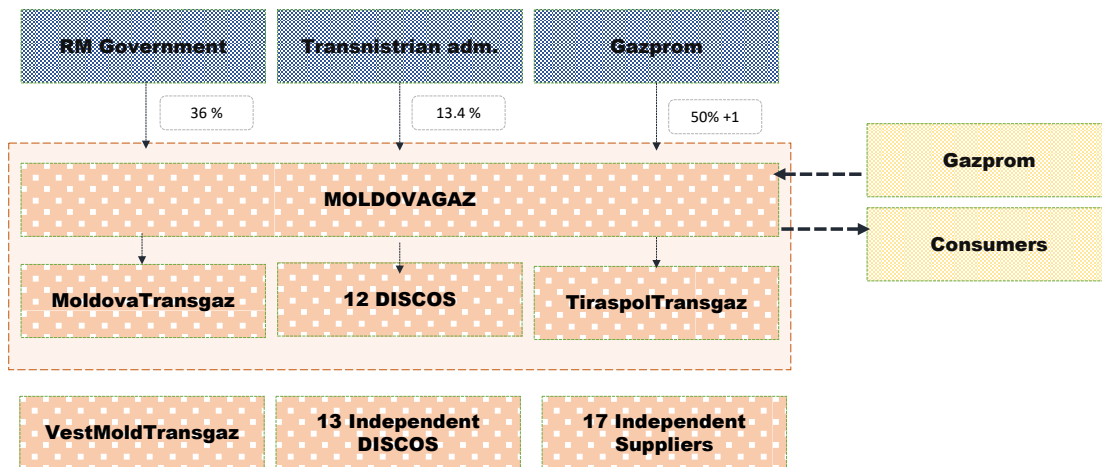 RM Government
Transnistrian adm.
Gazprom
36 %
13.4 %
50% +1
MOLDOVAGAZ
Gazprom
Consumers
MoldovaTransgaz
12 DISCOS
TiraspolTransgaz
VestMoldTransgaz
13 Independent
DISCOS
17 Independent
Suppliers